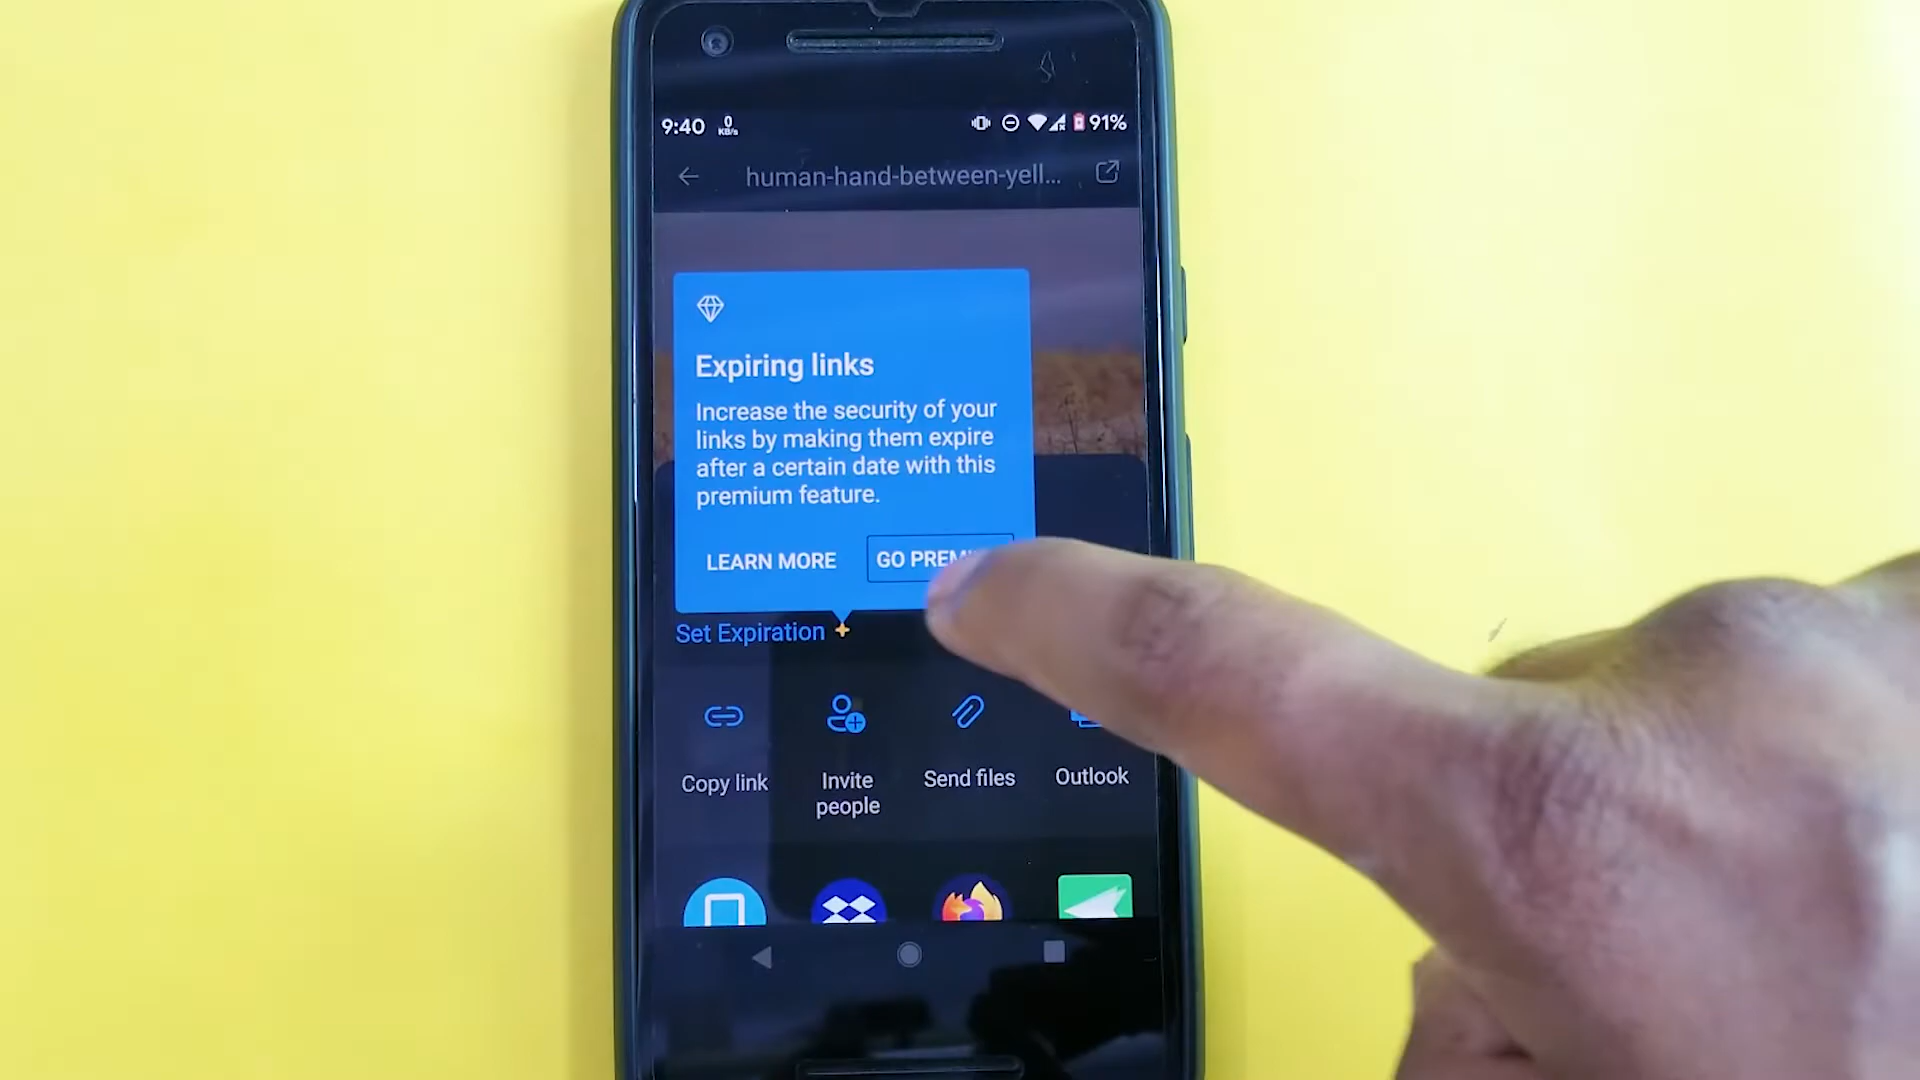 9:40 0 KB/s 91%
human-hand-between-yell...
Expiring links
Increase the security of your
links by making them expire
after a certain date with this
premium feature.
LEARN MORE GO
Set Expiration
Copy link Invite people Send files Outlook